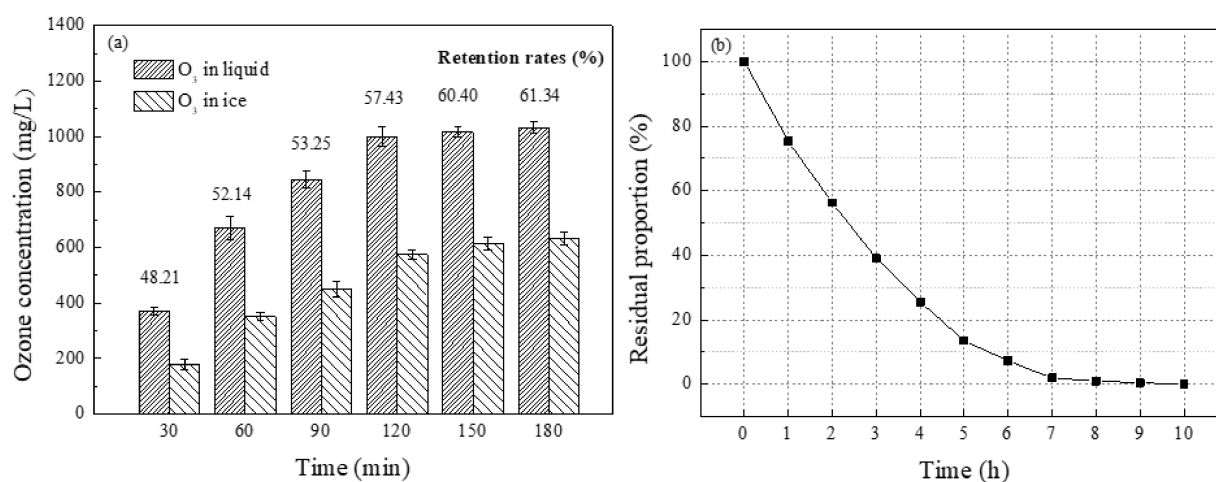 (a)
Retention rates (%)
O₃ in liquid
O₃ in ice
48.21
52.14
53.25
57.43
60.40
61.34
Ozone concentration (mg/L)
1400
1200
1000
800
600
400
200
0
30 60 90 120 150 180
Time (min)
(b)
Residual proportion (%)
100
80
60
40
20
0
0 1 2 3 4 5 6 7 8 9 10
Time (h)